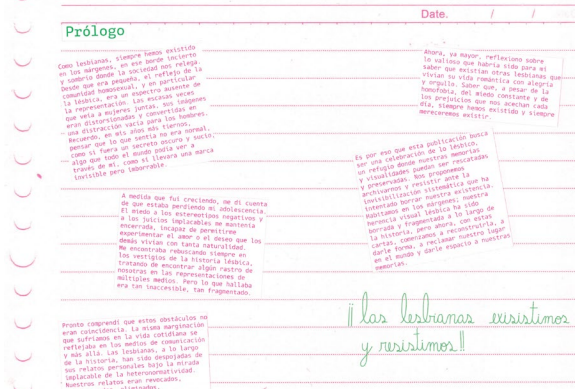 Date. / /
Prólogo
Como lesbianas, siempre hemos existido
en los márgenes, en ese borde incierto
y sombrío donde la sociedad nos relega.
Desde que era pequeña, el reflejo de la
comunidad homosexual, y en particular
la lésbica, era un espectro ausente de
la representación. Las escasas veces
que veía a mujeres juntas, sus imágenes
eran distorsionadas y convertidas en
una distracción vacía para los hombres.
Recuerdo, en mis años más tiernos,
pensar que lo que sentía no era normal,
como si fuera un secreto oscuro y sucio,
algo que todo el mundo podía ver a
través de mí, como si llevara una marca
invisible pero imborrable.
A medida que fui creciendo, me di cuenta
de que estaba perdiendo mi adolescencia.
El miedo a los estereotipos negativos y
a los juicios implacables me mantenía
encerrada, incapaz de permitirme
experimentar el amor o el deseo que los
demás vivían con tanta naturalidad.
Me encontraba rebuscando siempre en
los vestigios de la historia lésbica,
tratando de encontrar algún rastro de
nosotras en las representaciones de
múltiples medios. Pero lo que hallaba
era tan inaccesible, tan fragmentado.
Pronto comprendí que estos obstáculos no
eran coincidencia. La misma marginación
que sufríamos en la vida cotidiana se
reflejaba en los medios de comunicación
y más allá. Las lesbianas, a lo largo
de la historia, han sido despojadas de
sus relatos personales bajo la mirada
implacable de la heteronormatividad.
Nuestros relatos eran revocados,
eliminados
Ahora, ya mayor, reflexiono sobre
lo valioso que habría sido para mí
saber que existían otras lesbianas que
vivían su vida romántica con alegría
y orgullo. Saber que, a pesar de la
homofobia, del miedo constante y de
los prejuicios que nos acechan cada
día, siempre hemos existido y siempre
mereceremos existir.
Es por eso que esta publicación busca
ser una celebración de lo lésbico,
un refugio donde nuestras memorias
y visualidades puedan ser rescatadas
y preservadas. Nos proponemos
archivarnos y resistir ante la
invisibilización sistemática que ha
intentado borrar nuestra existencia.
Habitamos en los márgenes; nuestra
herencia visual lésbica ha sido
borrada y fragmentada a lo largo de
la historia, pero ahora, con estas
cartas, comenzamos a reconstruirla, a
darle forma, a reclamar nuestro lugar
en el mundo y darle espacio a nuestras
memorias.
¡¡ las lesbianas exisistimos
y resistimos!!